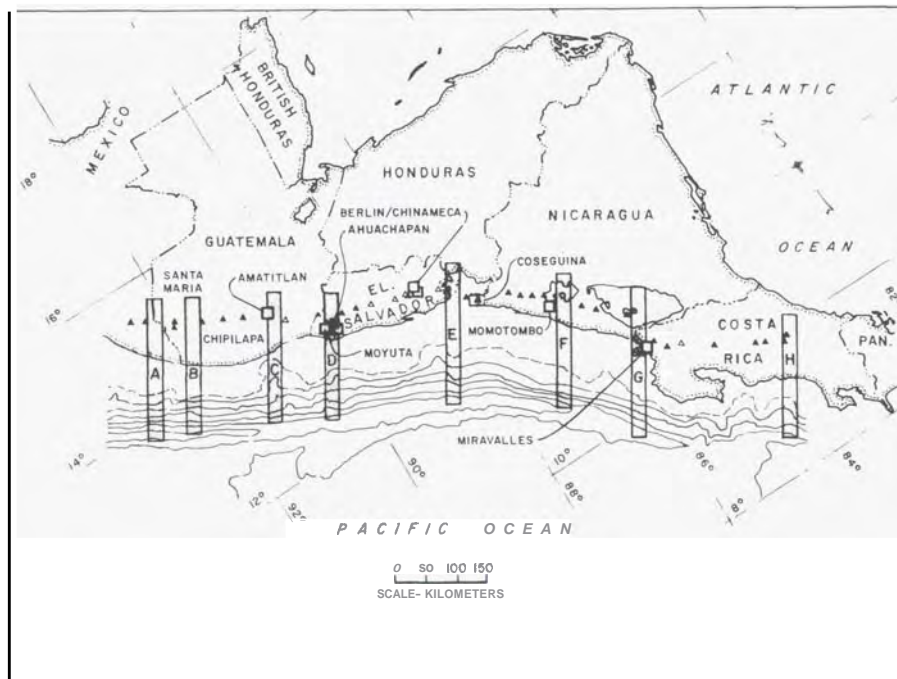 MEXICO
BRITISH
HONDURAS
ATLANTIC
OCEAN
18°
HONDURAS
BERLIN/CHINAMECA
AHUACHAPAN
NICARAGUA
GUATEMALA
COSEGUINA
SANTA
MARIA
AMATITLAN
EL
SALVADOR
82
16°
CHIPILAPA
MOYUTA
MOMOTOMBO
COSTA
RICA
PAN.
A
B
C
D
E
F
G
H
MIRAVALLES
14°
12°
92°
90°
10°
88°
86°
8°
84°
PACIFIC OCEAN
0 50 100 150
SCALE- KILOMETERS